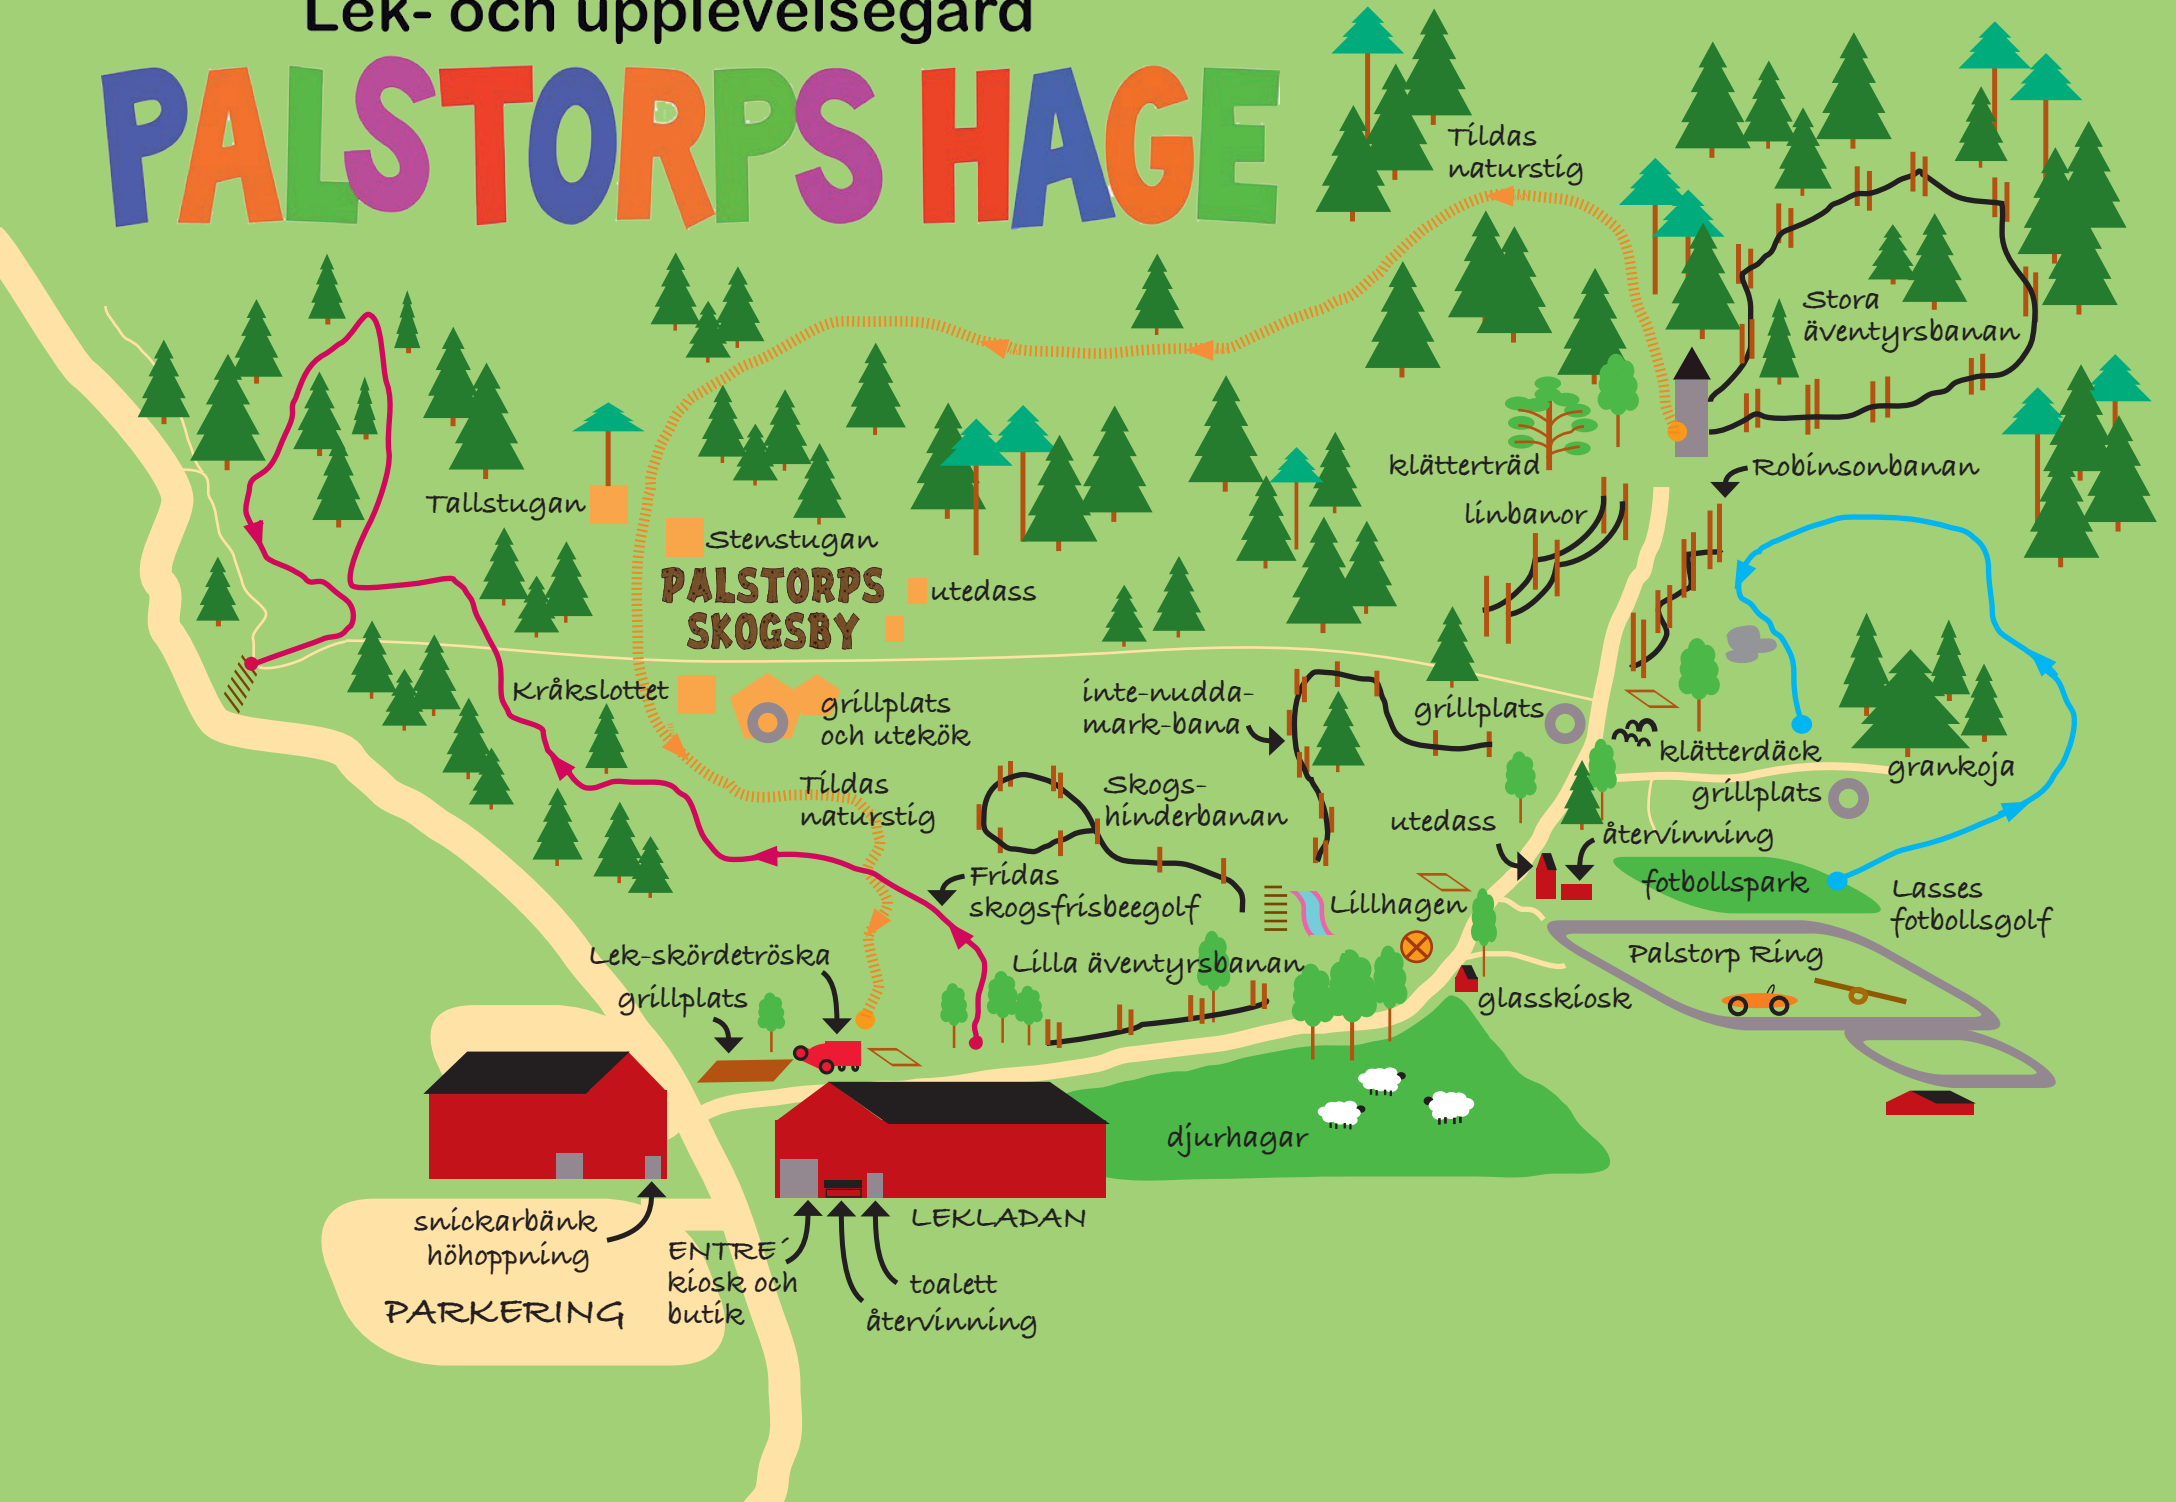 Lek- och upplevelsegård
PALSTORPS HAGE
Tildas
naturstig
Stora
äventyrsbanan
klätterträd
Robinsonbanan
linbanor
Tallstugan
Stenstugan
PALSTORPS
SKOGSBY
utedass
Kråkslottet
grillplats
och utekök
inte-nudda-
mark-bana
grillplats
klätterdäck
grankoja
grillplats
Tildas
naturstig
Skogs-
hinderbanan
utedass
återvinning
Fridas
skogsfrisbeegolf
Lillhagen
fotbollspark
Lasses
fotbollsgolf
Lek-skördetröska
grillplats
Lilla äventyrsbanan
Palstorp Ring
glasskiosk
djurhagar
snickarbänk
höhoppning
PARKERING
ENTRE´
kiosk och
butik
LEKLADAN
toalett
återvinning